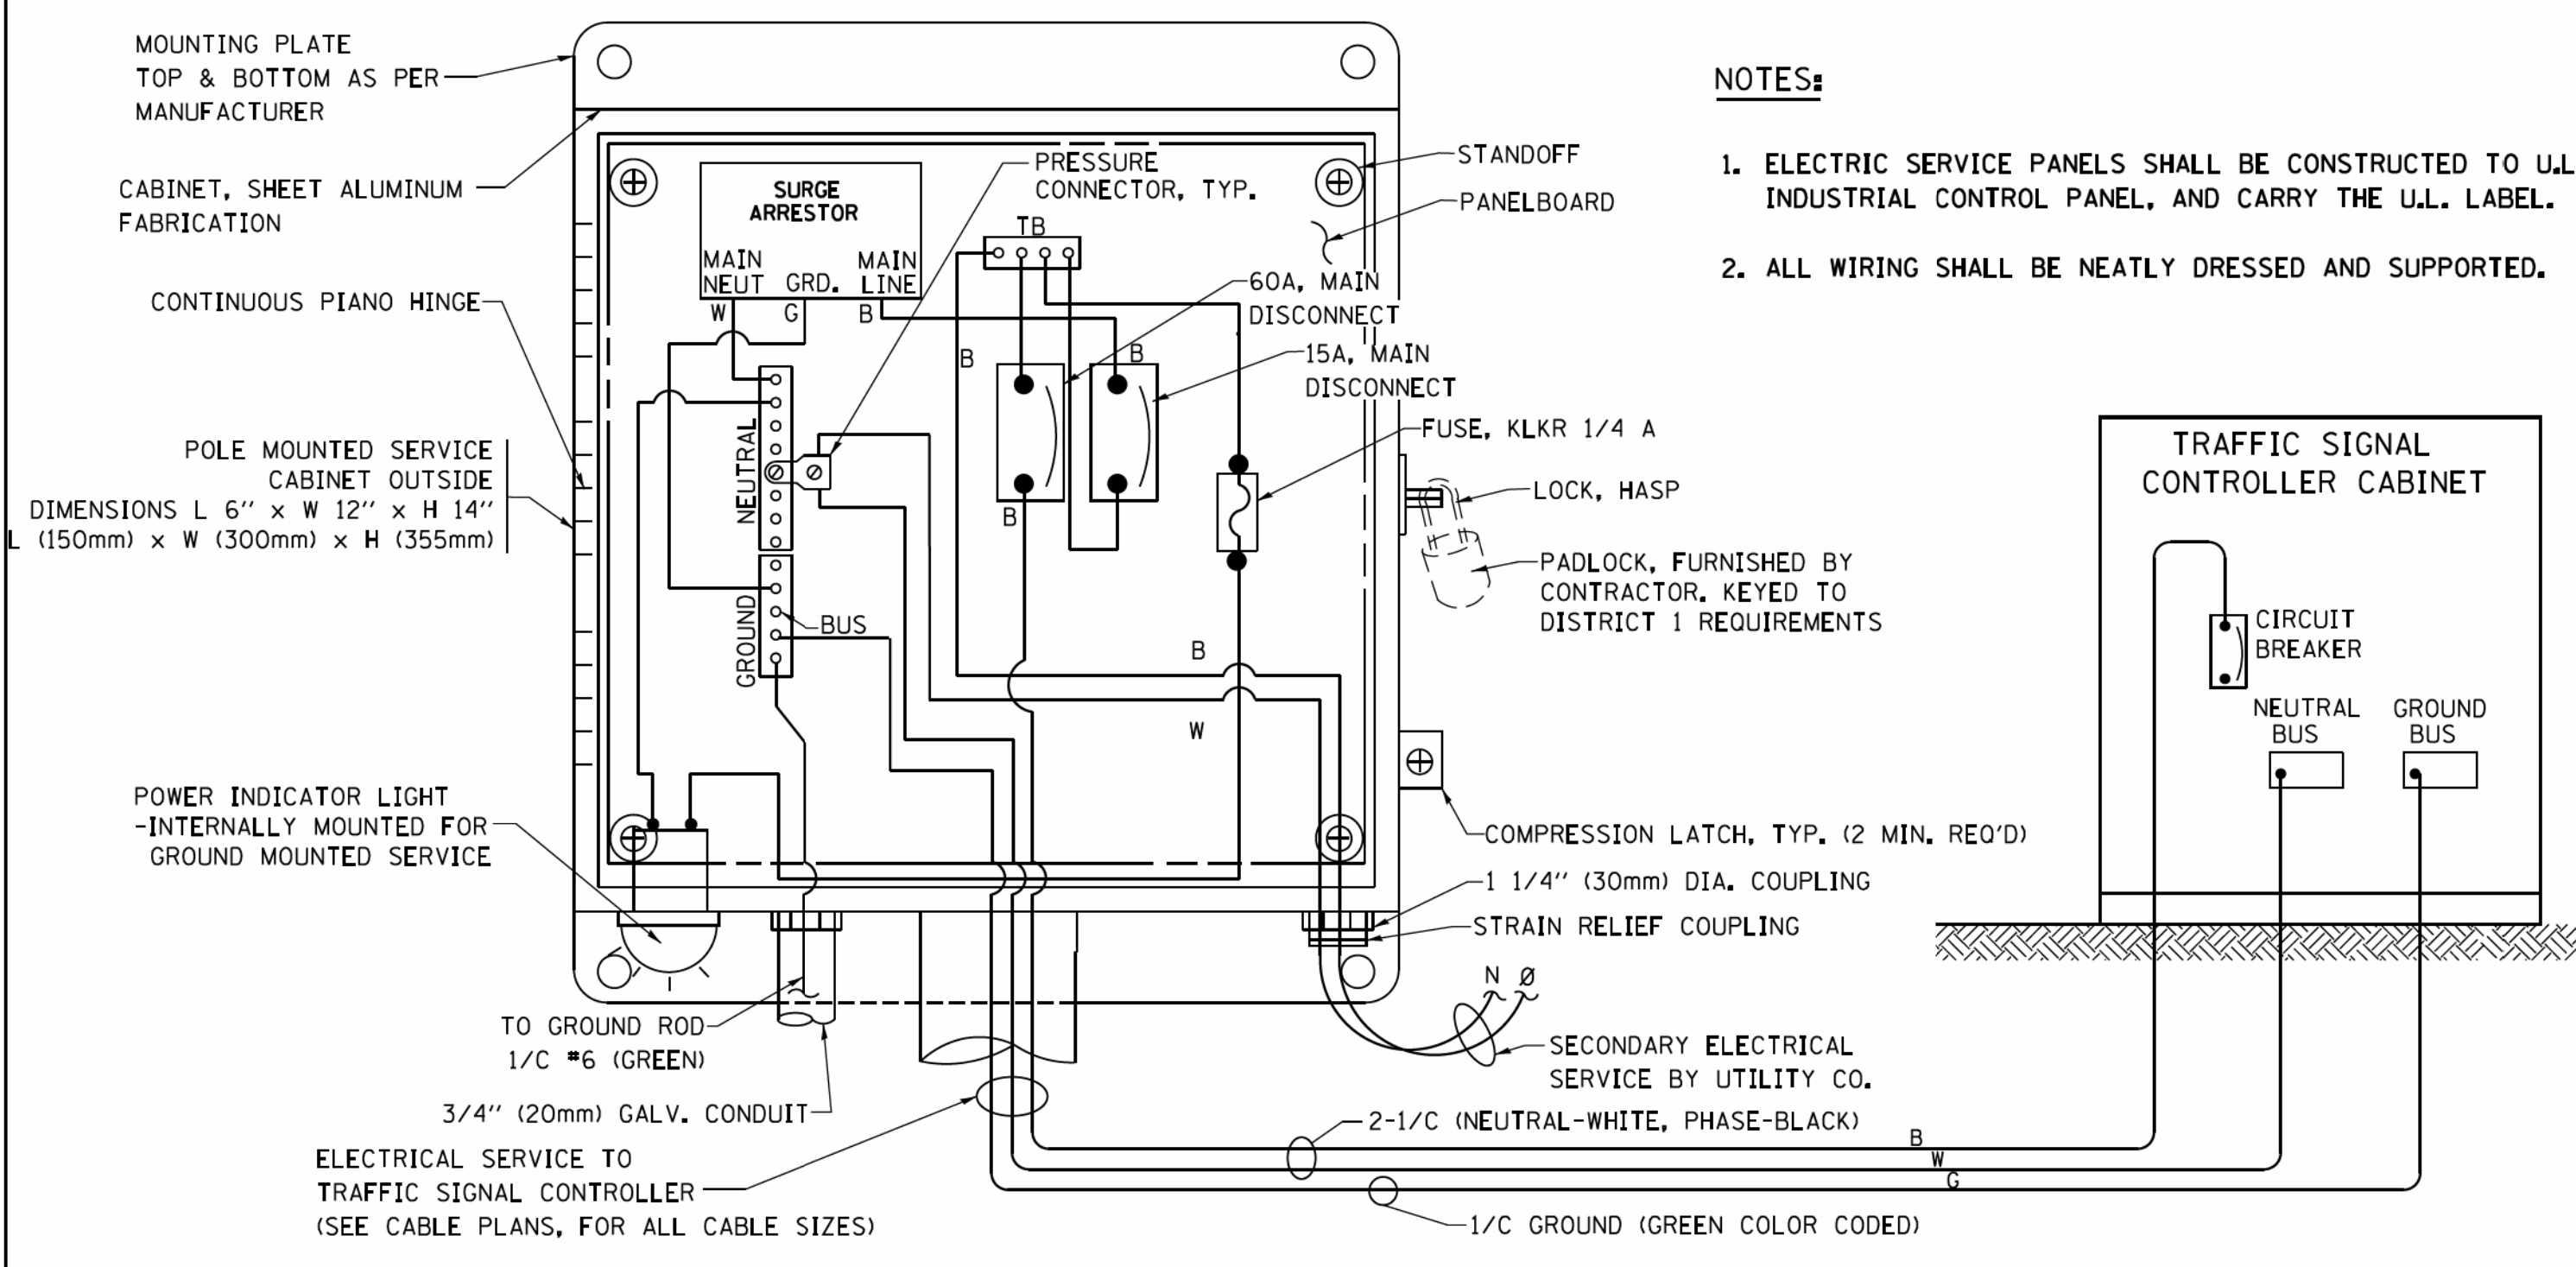 MOUNTING PLATE
TOP & BOTTOM AS PER
MANUFACTURER
CABINET, SHEET ALUMINUM
FABRICATION
CONTINUOUS PIANO HINGE
POLE MOUNTED SERVICE
CABINET OUTSIDE
DIMENSIONS L 6'' x W 12'' x H 14''
L (150mm) x W (300mm) x H (355mm)
POWER INDICATOR LIGHT
-INTERNALLY MOUNTED FOR
GROUND MOUNTED SERVICE
TO GROUND ROD
1/C #6 (GREEN)
3/4'' (20mm) GALV. CONDUIT
ELECTRICAL SERVICE TO
TRAFFIC SIGNAL CONTROLLER
(SEE CABLE PLANS, FOR ALL CABLE SIZES)
SURGE
ARRESTOR
MAIN
NEUT
GRD.
MAIN
LINE
W
G
B
PRESSURE
CONNECTOR, TYP.
TB
B
B
B
NEUTRAL
GROUND
BUS
B
W
STANDOFF
PANELBOARD
60A, MAIN
DISCONNECT
15A, MAIN
DISCONNECT
FUSE, KLKR 1/4 A
LOCK, HASP
PADLOCK, FURNISHED BY
CONTRACTOR. KEYED TO
DISTRICT 1 REQUIREMENTS
COMPRESSION LATCH, TYP. (2 MIN. REQ'D)
1 1/4'' (30mm) DIA. COUPLING
STRAIN RELIEF COUPLING
N Ø
SECONDARY ELECTRICAL
SERVICE BY UTILITY CO.
2-1/C (NEUTRAL-WHITE, PHASE-BLACK)
B
W
G
1/C GROUND (GREEN COLOR CODED)
NOTES:
1. ELECTRIC SERVICE PANELS SHALL BE CONSTRUCTED TO U.L
INDUSTRIAL CONTROL PANEL, AND CARRY THE U.L. LABEL.
2. ALL WIRING SHALL BE NEATLY DRESSED AND SUPPORTED.
TRAFFIC SIGNAL
CONTROLLER CABINET
CIRCUIT
BREAKER
NEUTRAL
BUS
GROUND
BUS